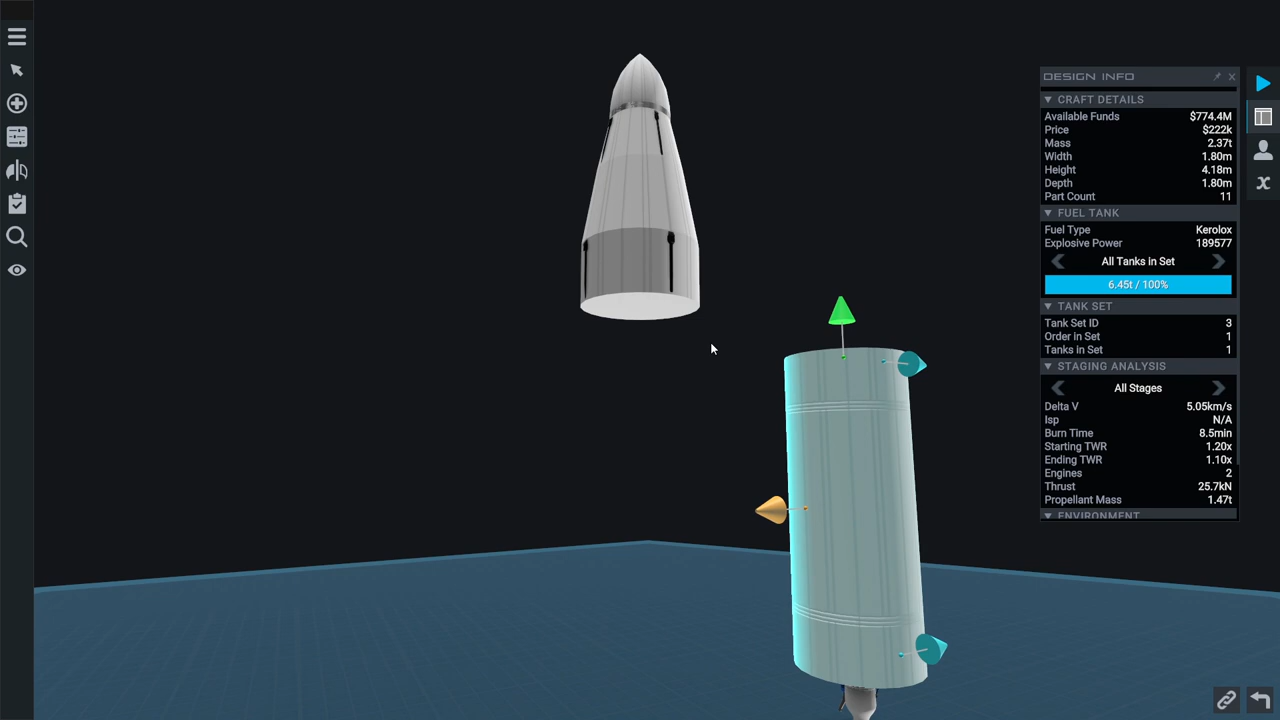 DESIGN INFO
CRAFT DETAILS
Available Funds $774.4M
Price $222k
Mass 2.37t
Width 1.80m
Height 4.18m
Depth 1.80m
Part Count 11
FUEL TANK
Fuel Type Kerolox
Explosive Power 189577
All Tanks in Set
6.45t / 100%
TANK SET
Tank Set ID 3
Order in Set 1
Tanks in Set 1
STAGING ANALYSIS
All Stages
Delta V 5.05km/s
Isp N/A
Burn Time 8.5min
Starting TWR 1.20x
Ending TWR 1.10x
Engines 2
Thrust 25.7kN
Propellant Mass 1.47t
ENVIRONMENT